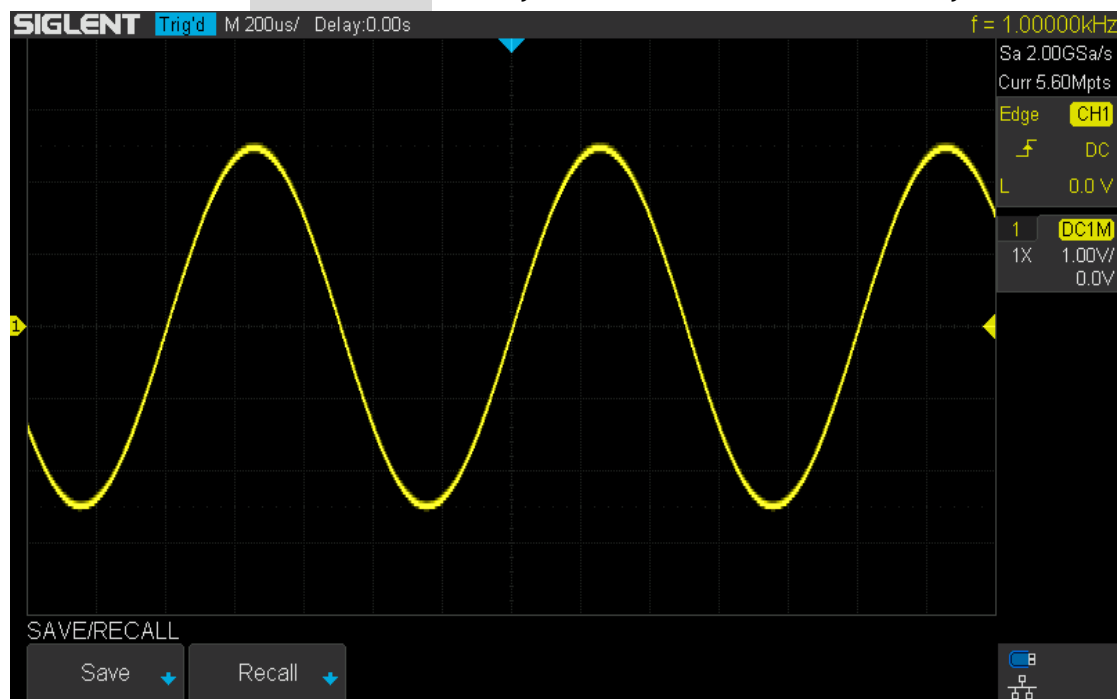 SIGLENT Trig'd M 200us/ Delay:0.00s f = 1.00000kHz
Sa 2.00GSa/s
Curr 5.60Mpts
Edge CH1
DC
L 0.0 V
1 DC1M
1X 1.00V/
0.0V
1
SAVE/RECALL
Save Recall